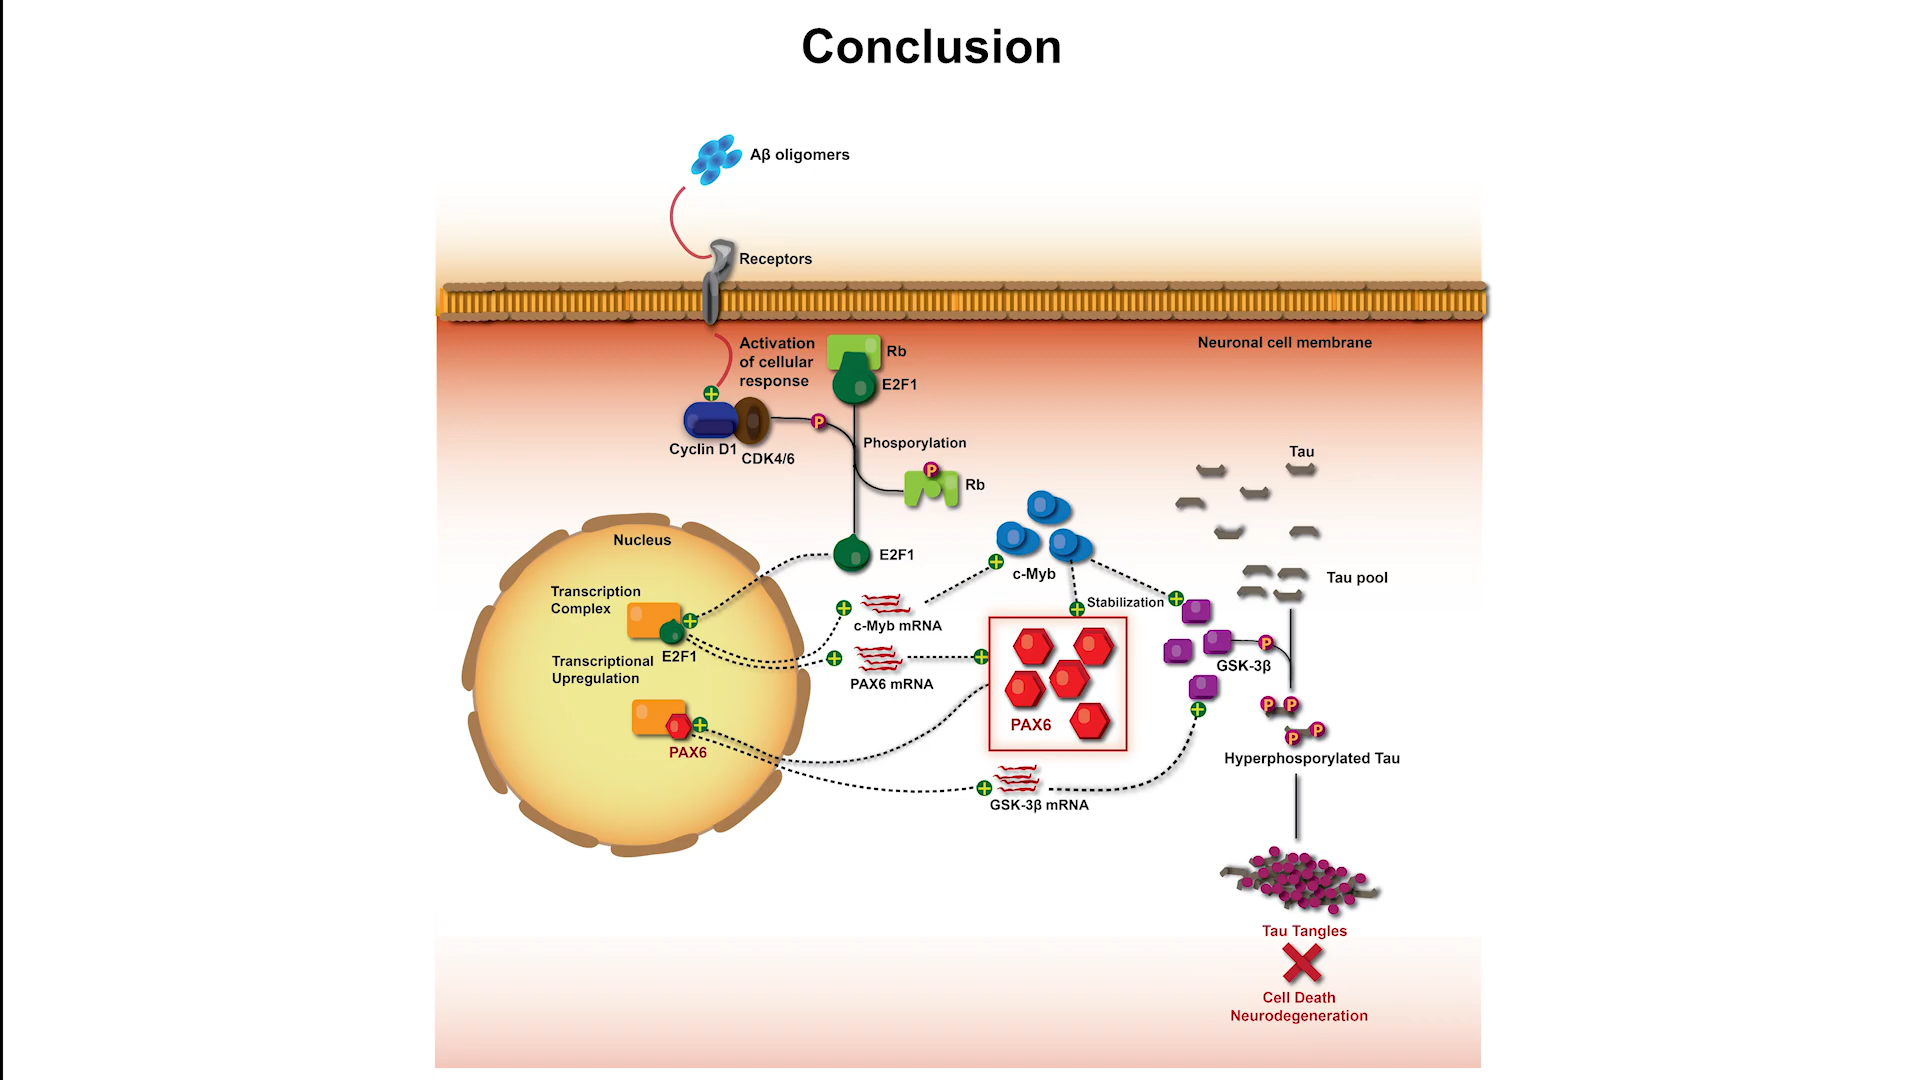 Conclusion
Aβ oligomers
Receptors
Neuronal cell membrane
Activation
of cellular
response
Rb
E2F1
Cyclin D1
CDK4/6
P
Phosporylation
P
Rb
Tau
Nucleus
E2F1
c-Myb
Tau pool
Transcription
Complex
E2F1
c-Myb mRNA
Stabilization
Transcriptional
Upregulation
PAX6 mRNA
P
GSK-3β
PAX6
PAX6
P P
P P
Hyperphosporylated Tau
GSK-3β mRNA
Tau Tangles
Cell Death
Neurodegeneration